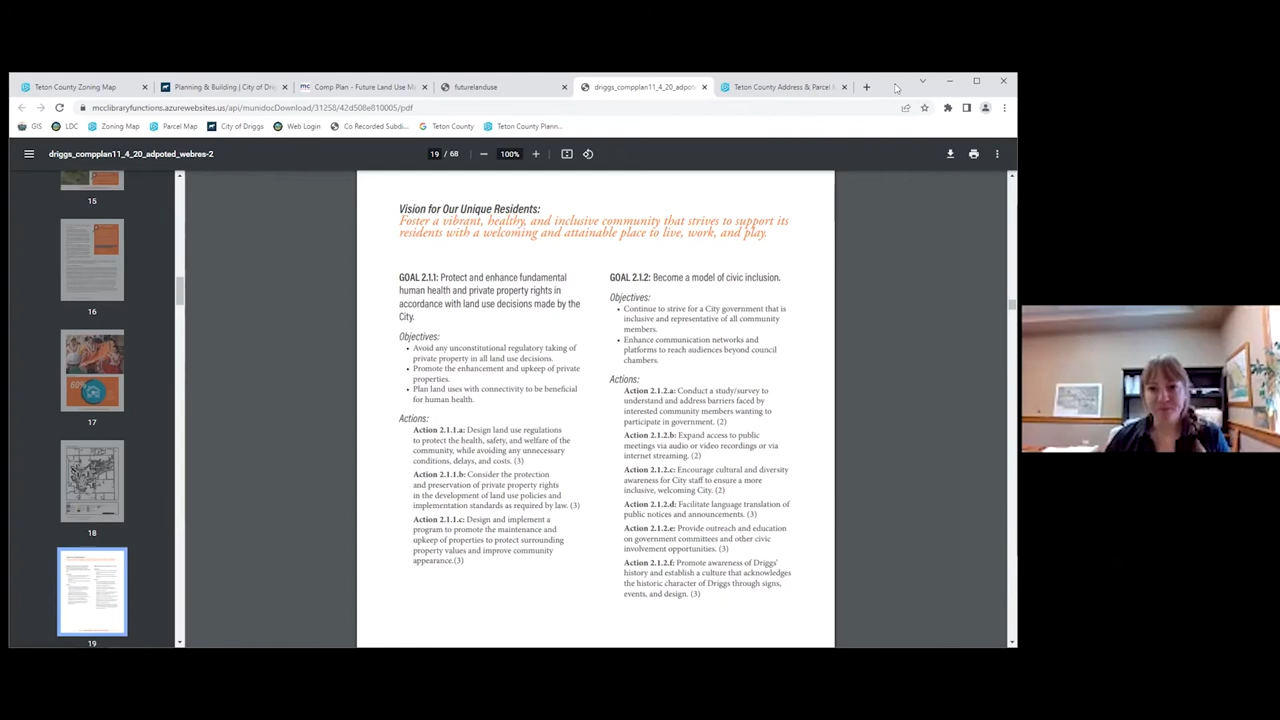 Teton County Zoning Map
Planning & Building | City of Dri
Comp Plan - Future Land Use M
futurelanduse
driggs_compplan11_4_20_adpote
Teton County Address & Parcel M
mcclibraryfunctions.azurewebsites.us/api/munidocDownload/31258/42d508e810005/pdf
GIS
LDC
Zoning Map
Parcel Map
City of Driggs
Web Login
Co Recorded Subdi...
Teton County
Teton County Plann...
driggs_compplan11_4_20_adpoted_webres-2
19 / 68
100%
15
16
60%
17
18
19
Vision for Our Unique Residents:
Foster a vibrant, healthy, and inclusive community that strives to support its
residents with a welcoming and attainable place to live, work, and play.
GOAL 2.1.1: Protect and enhance fundamental
human health and private property rights in
accordance with land use decisions made by the
City.
Objectives:
• Avoid any unconstitutional regulatory taking of
private property in all land use decisions.
• Promote the enhancement and upkeep of private
properties.
• Plan land uses with connectivity to be beneficial
for human health.
Actions:
Action 2.1.1.a: Design land use regulations
to protect the health, safety, and welfare of the
community, while avoiding any unnecessary
conditions, delays, and costs. (3)
Action 2.1.1.b: Consider the protection
and preservation of private property rights
in the development of land use policies and
implementation standards as required by law. (3)
Action 2.1.1.c: Design and implement a
program to promote the maintenance and
upkeep of properties to protect surrounding
property values and improve community
appearance.(3)
GOAL 2.1.2: Become a model of civic inclusion.
Objectives:
• Continue to strive for a City government that is
inclusive and representative of all community
members.
• Enhance communication networks and
platforms to reach audiences beyond council
chambers.
Actions:
Action 2.1.2.a: Conduct a study/survey to
understand and address barriers faced by
interested community members wanting to
participate in government. (2)
Action 2.1.2.b: Expand access to public
meetings via audio or video recordings or via
internet streaming. (2)
Action 2.1.2.c: Encourage cultural and diversity
awareness for City staff to ensure a more
inclusive, welcoming City. (2)
Action 2.1.2.d: Facilitate language translation of
public notices and announcements. (3)
Action 2.1.2.e: Provide outreach and education
on government committees and other civic
involvement opportunities. (3)
Action 2.1.2.f: Promote awareness of Driggs'
history and establish a culture that acknowledges
the historic character of Driggs through signs,
events, and design. (3)